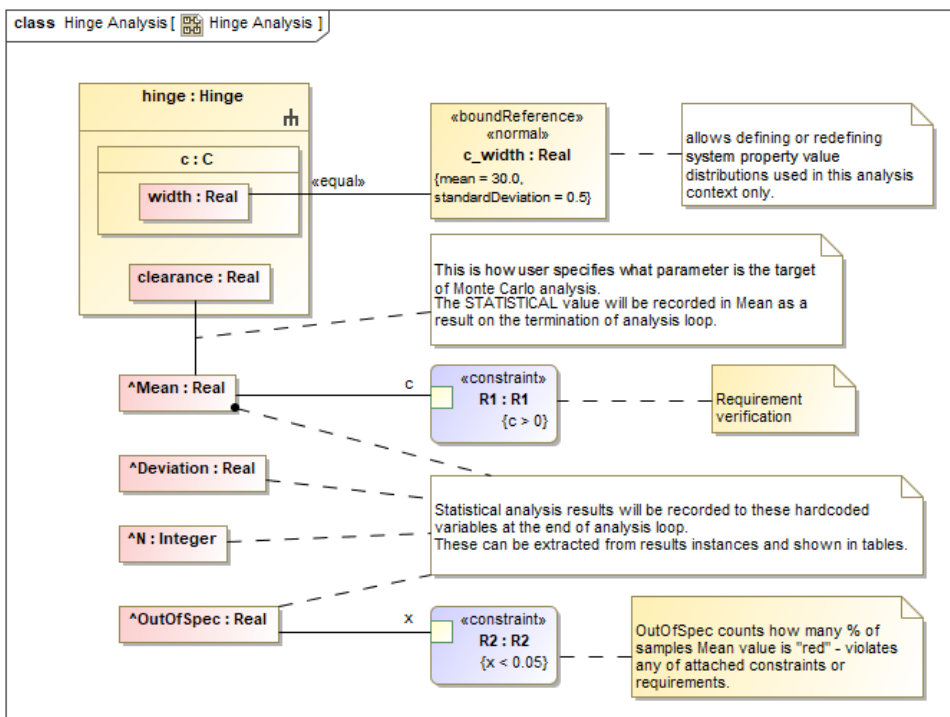 class Hinge Analysis [ Hinge Analysis ]
hinge : Hinge
c : C
width : Real
«equal»
«boundReference»
«normal»
c_width : Real
{mean = 30.0,
standardDeviation = 0.5}
allows defining or redefining
system property value
distributions used in this analysis
context only.
clearance : Real
This is how user specifies what parameter is the target
of Monte Carlo analysis.
The STATISTICAL value will be recorded in Mean as a
result on the termination of analysis loop.
^Mean : Real
c
«constraint»
R1 : R1
{c > 0}
Requirement
verification
^Deviation : Real
^N : Integer
Statistical analysis results will be recorded to these hardcoded
variables at the end of analysis loop.
These can be extracted from results instances and shown in tables.
^OutOfSpec : Real
x
«constraint»
R2 : R2
{x < 0.05}
OutOfSpec counts how many % of
samples Mean value is "red" - violates
any of attached constraints or
requirements.